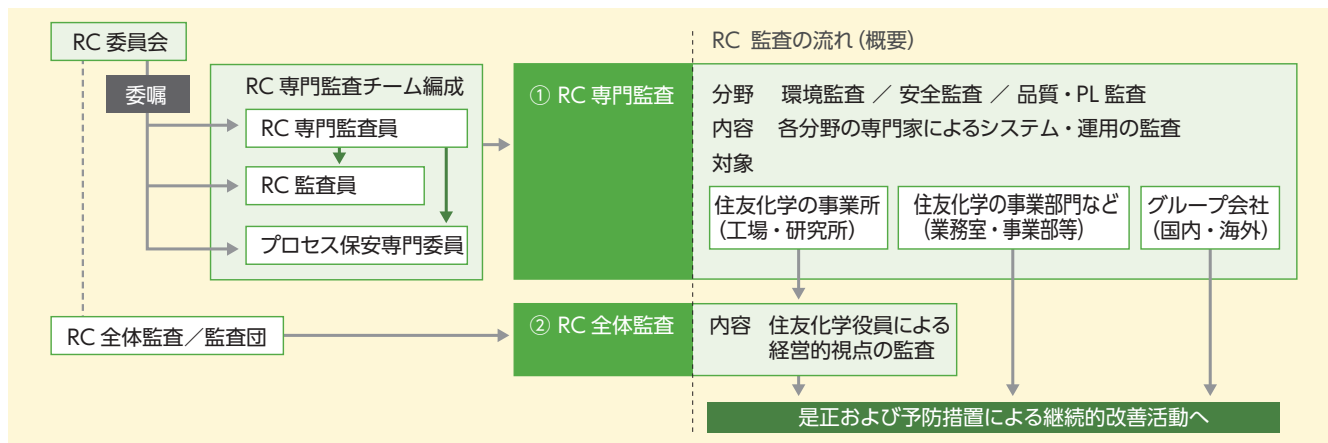 RC 委員会
委嘱
RC 専門監査チーム編成
RC 専門監査員
RC 監査員
プロセス保安専門委員
RC 全体監査／監査団
RC 監査の流れ（概要）
① RC 専門監査
分野 環境監査 ／ 安全監査 ／ 品質・PL 監査
内容 各分野の専門家によるシステム・運用の監査
対象
住友化学の事業所
（工場・研究所）
住友化学の事業部門など
（業務室・事業部等）
グループ会社
（国内・海外）
② RC 全体監査
内容 住友化学役員による
経営的視点の監査
是正および予防措置による継続的改善活動へ